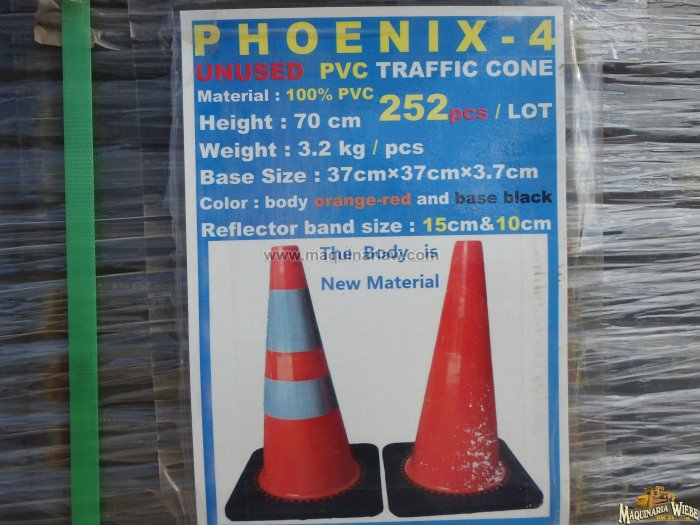 PHOENIX-4
UNUSED PVC TRAFFIC CONE
Material : 100% PVC
252pcs / LOT
Height : 70 cm
Weight : 3.2 kg / pcs
Base Size : 37cm×37cm×3.7cm
Color : body orange-red and base black
Reflector band size : 15cm&10cm
The Body is
www.maquinariaw.com
New Material
MAQUINARIA WIEBE